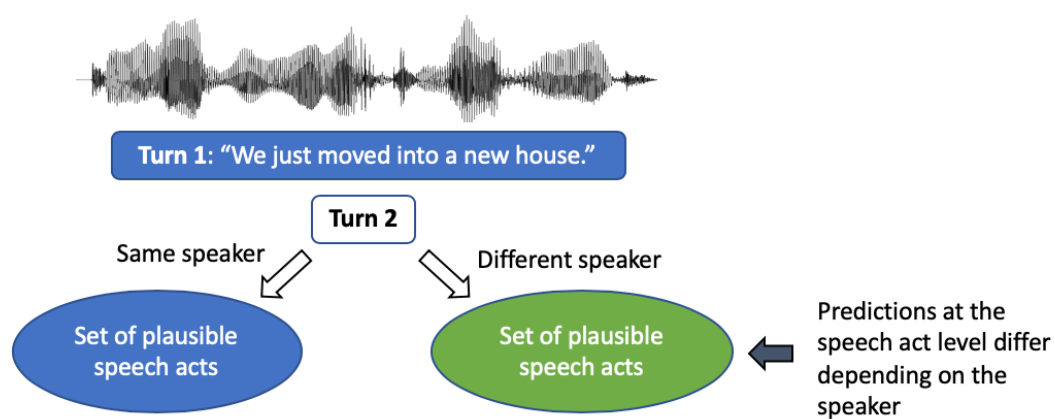 Turn 1: “We just moved into a new house.”
Turn 2
Same speaker
Different speaker
Set of plausible
speech acts
Set of plausible
speech acts
Predictions at the
speech act level differ
depending on the
speaker